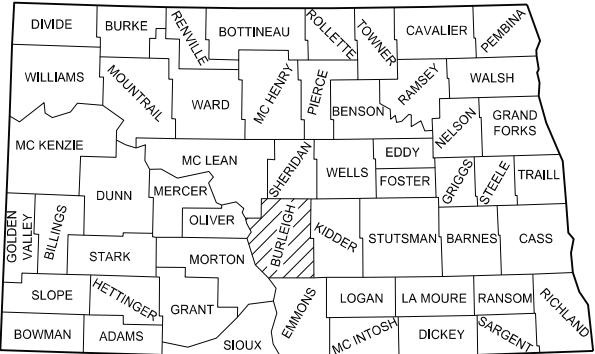 DIVIDE
BURKE
RENVILLE
BOTTINEAU
ROLLETTE
TOWNER
CAVALIER
PEMBINA
WILLIAMS
MOUNTRAIL
WARD
MC HENRY
PIERCE
BENSON
RAMSEY
WALSH
NELSON
GRAND
FORKS
MC KENZIE
MC LEAN
SHERIDAN
WELLS
EDDY
FOSTER
GRIGGS
STEELE
TRAILL
DUNN
MERCER
OLIVER
GOLDEN
VALLEY
BILLINGS
STARK
MORTON
BURLEIGH
KIDDER
STUTSMAN
BARNES
CASS
SLOPE
HETTINGER
GRANT
EMMONS
LOGAN
LA MOURE
RANSOM
RICHLAND
BOWMAN
ADAMS
SIOUX
MC INTOSH
DICKEY
SARGENT